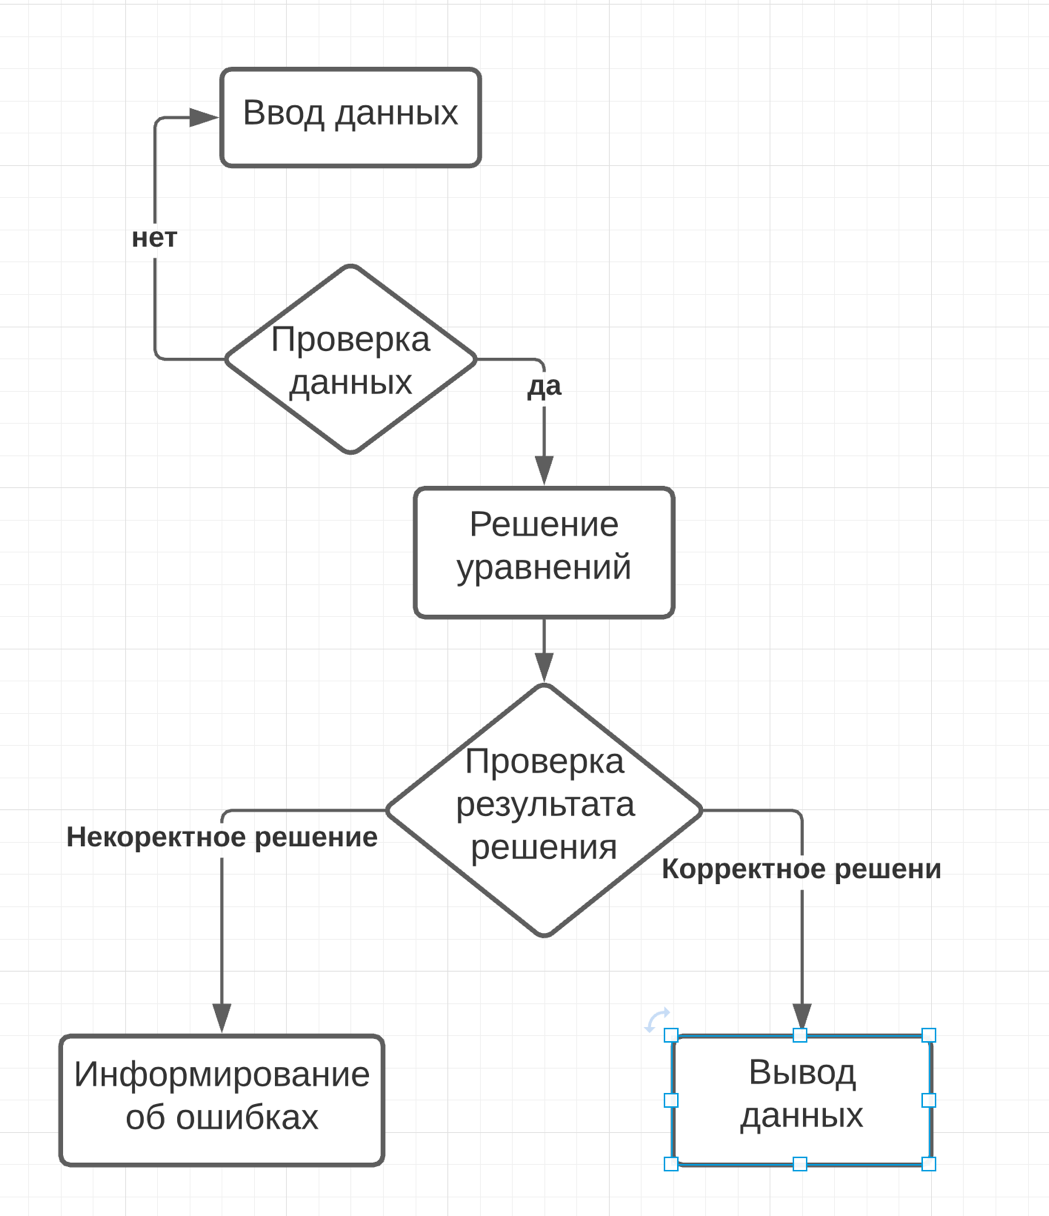 Ввод данных
нет
Проверка
данных
да
Решение
уравнений
Проверка
результата
решения
Некоректное решение
Корректное решени
Информирование
об ошибках
Вывод
данных